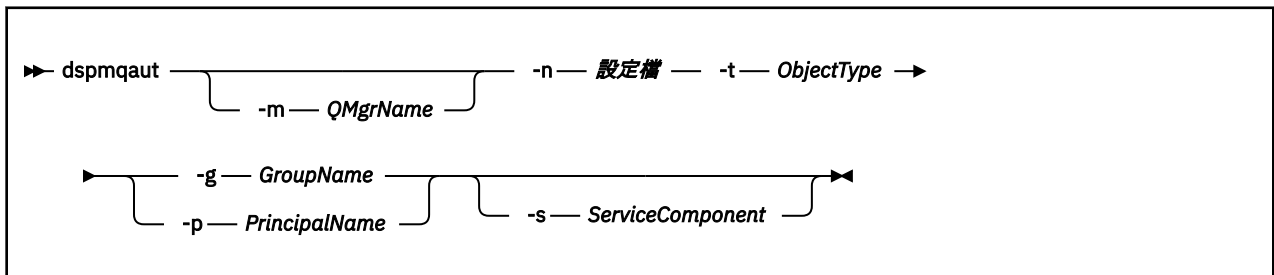 dspmqaut -n 設定檔 -t ObjectType
-m QMgrName
-g GroupName
-p PrincipalName
-s ServiceComponent